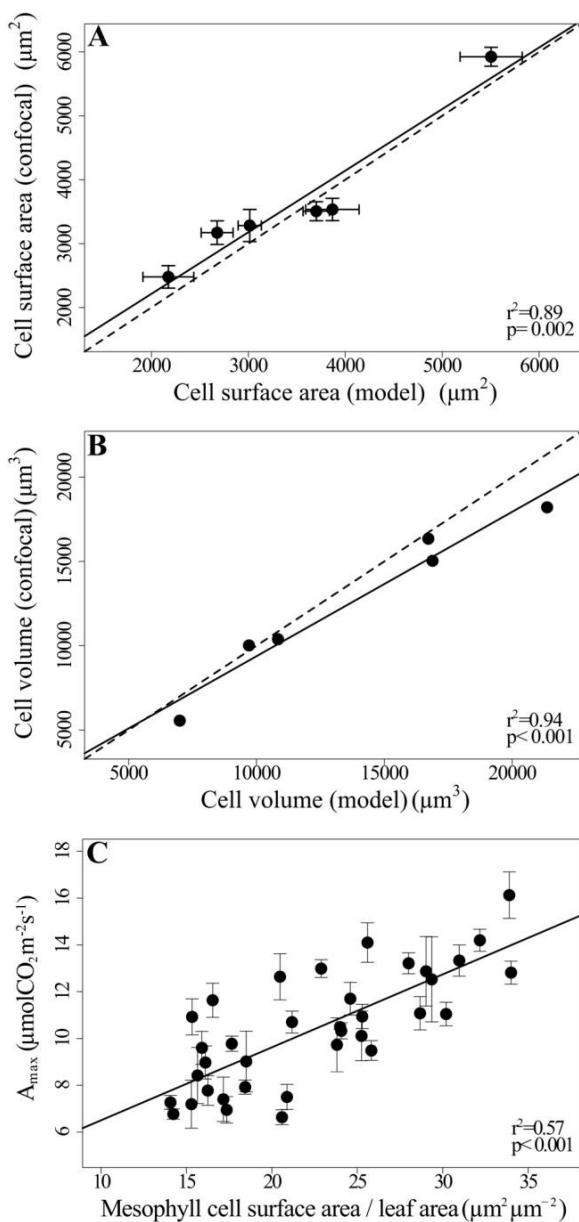 A
Cell surface area (confocal) (μm²)
6000
5000
4000
3000
2000
r²=0.89
p= 0.002
2000 3000 4000 5000 6000
Cell surface area (model) (μm²)
B
Cell volume (confocal) (μm³)
20000
15000
10000
5000
r²=0.94
p< 0.001
5000 10000 15000 20000
Cell volume (model) (μm³)
C
Amax (μmolCO₂m⁻²s⁻¹)
18
16
14
12
10
8
6
r²=0.57
p<0.001
10 15 20 25 30 35
Mesophyll cell surface area / leaf area (μm² μm⁻²)